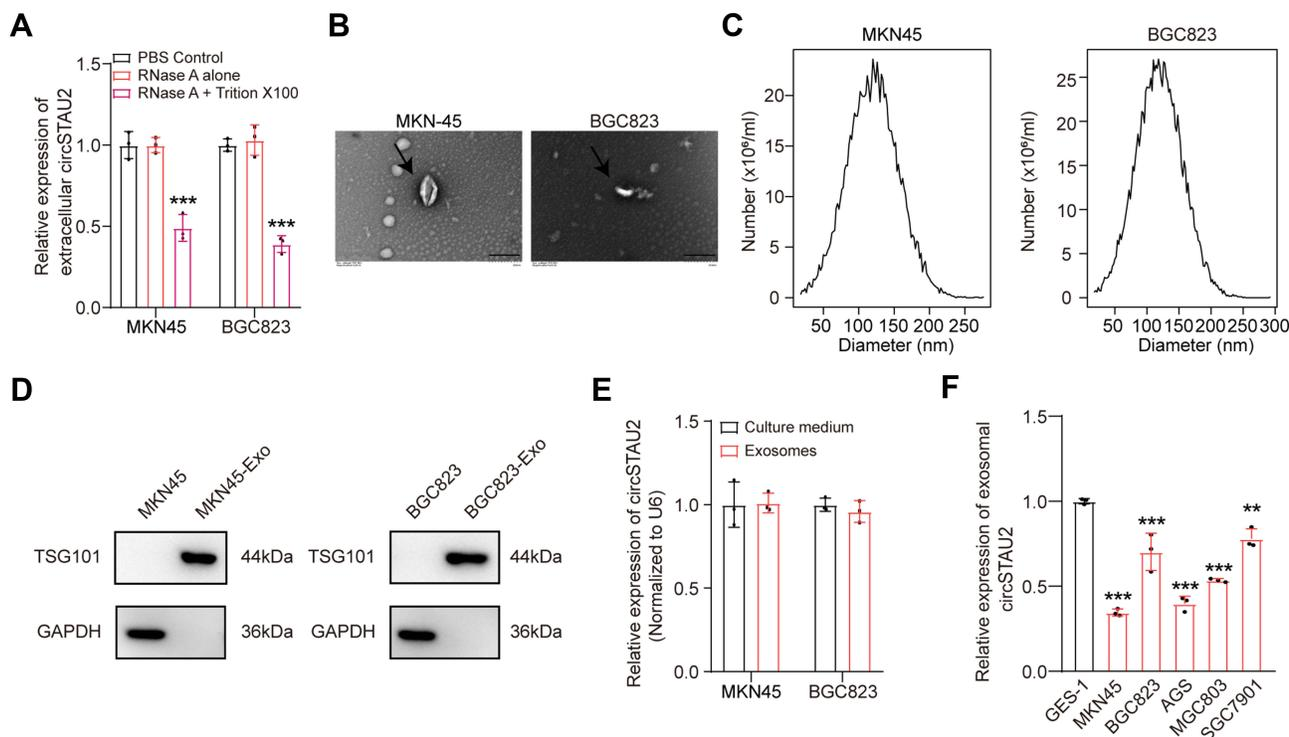 A
Relative expression of
extracellular circSTAU2
1.5
1.0
0.5
0.0
PBS Control
RNase A alone
RNase A + Trition X100
***
***
MKN45
BGC823
B
MKN-45
BGC823
C
MKN45
Number (x10⁶/ml)
20
15
10
5
0
50
100
150
200
250
Diameter (nm)
BGC823
Number (x10⁶/ml)
25
20
15
10
5
0
50
100
150
200
250
300
Diameter (nm)
D
MKN45
MKN45-Exo
TSG101
44kDa
GAPDH
36kDa
BGC823
BGC823-Exo
TSG101
44kDa
GAPDH
36kDa
E
Relative expression of circSTAU2
(Normalized to U6)
1.5
1.0
0.5
0.0
Culture medium
Exosomes
MKN45
BGC823
F
Relative expression of exosomal
circSTAU2
1.5
1.0
0.5
0.0
***
***
***
***
**
GES-1
MKN45
BGC823
AGS
MGC803
SGC7901